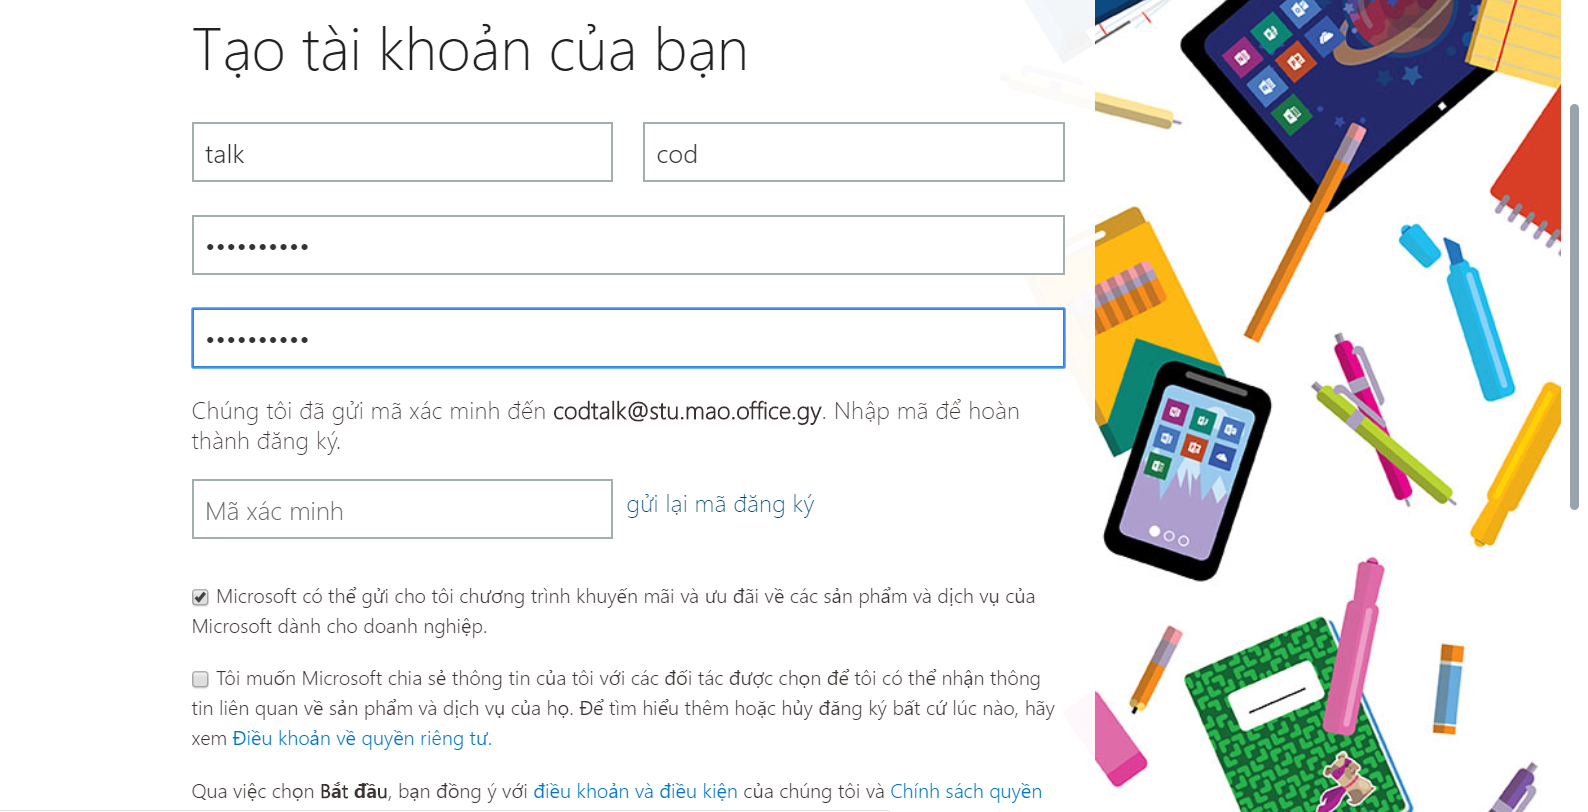 Tạo tài khoản của bạn
talk
cod
••••••••••
••••••••••
Chúng tôi đã gửi mã xác minh đến codtalk@stu.mao.office.gy. Nhập mã để hoàn
thành đăng ký.
Mã xác minh
gửi lại mã đăng ký
Microsoft có thể gửi cho tôi chương trình khuyến mãi và ưu đãi về các sản phẩm và dịch vụ của
Microsoft dành cho doanh nghiệp.
Tôi muốn Microsoft chia sẻ thông tin của tôi với các đối tác được chọn để tôi có thể nhận thông
tin liên quan về sản phẩm và dịch vụ của họ. Để tìm hiểu thêm hoặc hủy đăng ký bất cứ lúc nào, hãy
xem Điều khoản về quyền riêng tư.
Qua việc chọn Bắt đầu, bạn đồng ý với điều khoản và điều kiện của chúng tôi và Chính sách quyền